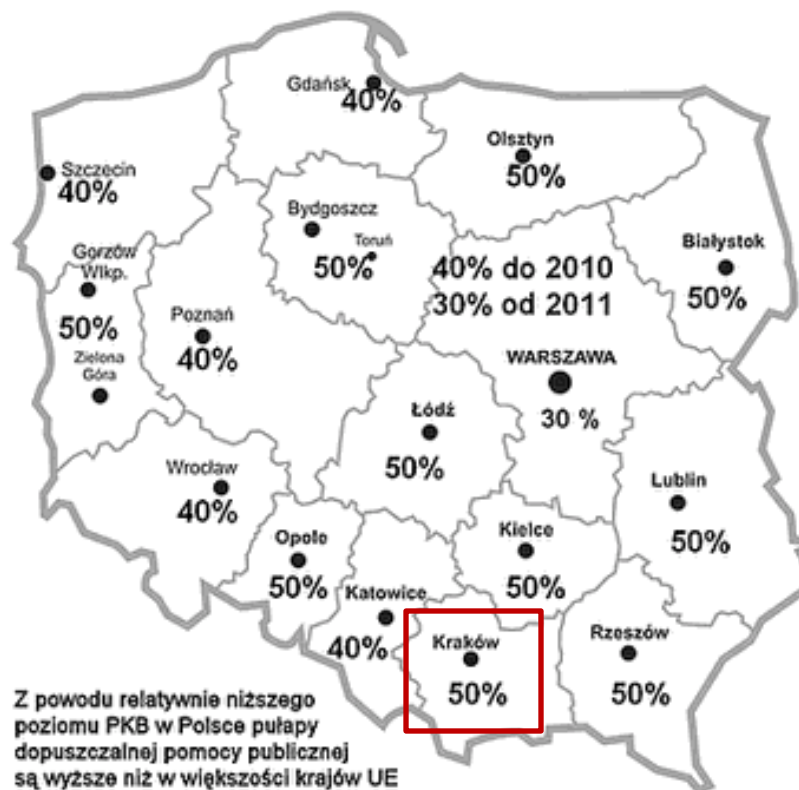 Gdańsk
40%
Olsztyn
50%
Szczecin
40%
Bydgoszcz
Toruń
50%
40% do 2010
30% od 2011
Białystok
50%
Gorzów
Wlkp.
50%
Zielona
Góra
Poznań
40%
WARSZAWA
30 %
Łódź
50%
Wrocław
40%
Lublin
50%
Opole
50%
Kielce
50%
Katowice
40%
Kraków
50%
Rzeszów
50%
Z powodu relatywnie niższego
poziomu PKB w Polsce pułapy
dopuszczalnej pomocy publicznej
są wyższe niż w większości krajów UE